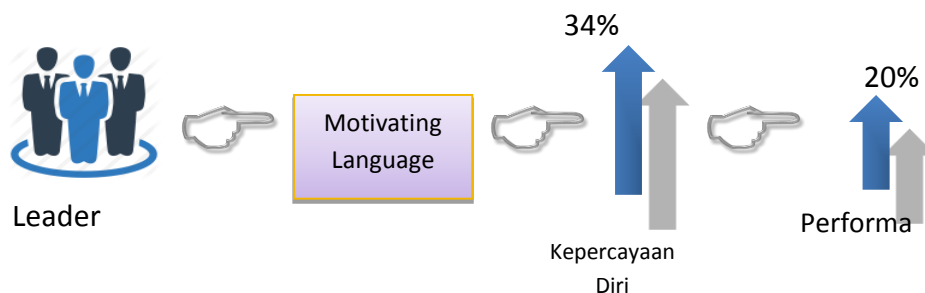 Leader
Motivating
Language
34%
Kepercayaan
Diri
20%
Performa